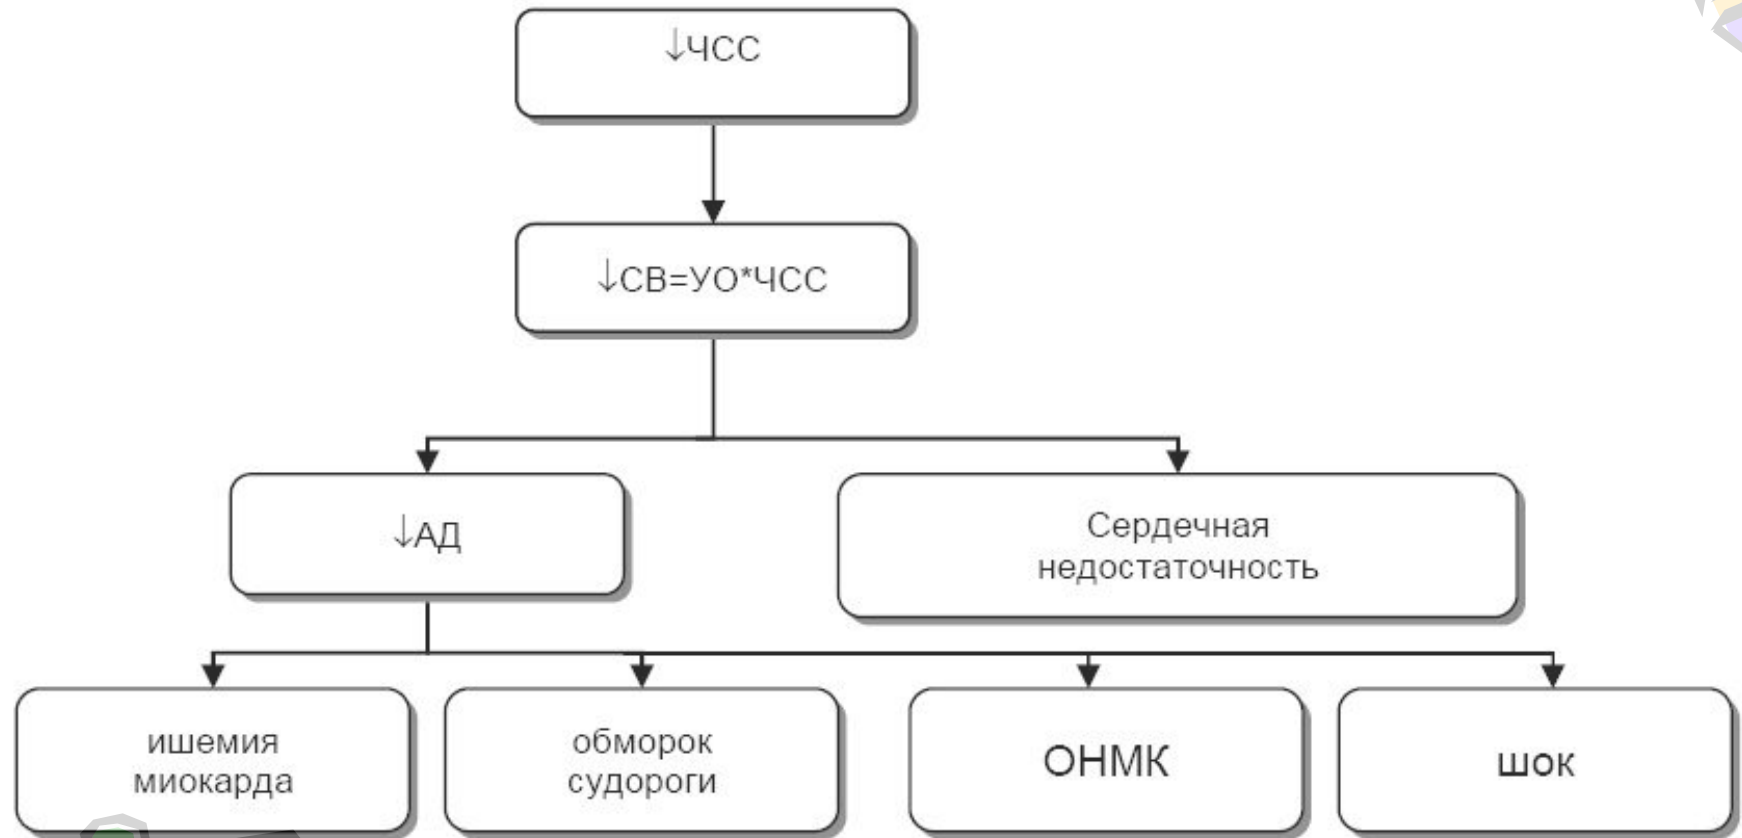 ↓ЧСС
↓СВ=УО*ЧСС
↓АД
Сердечная
недостаточность
ишемия
миокарда
обморок
судороги
ОНМК
шок